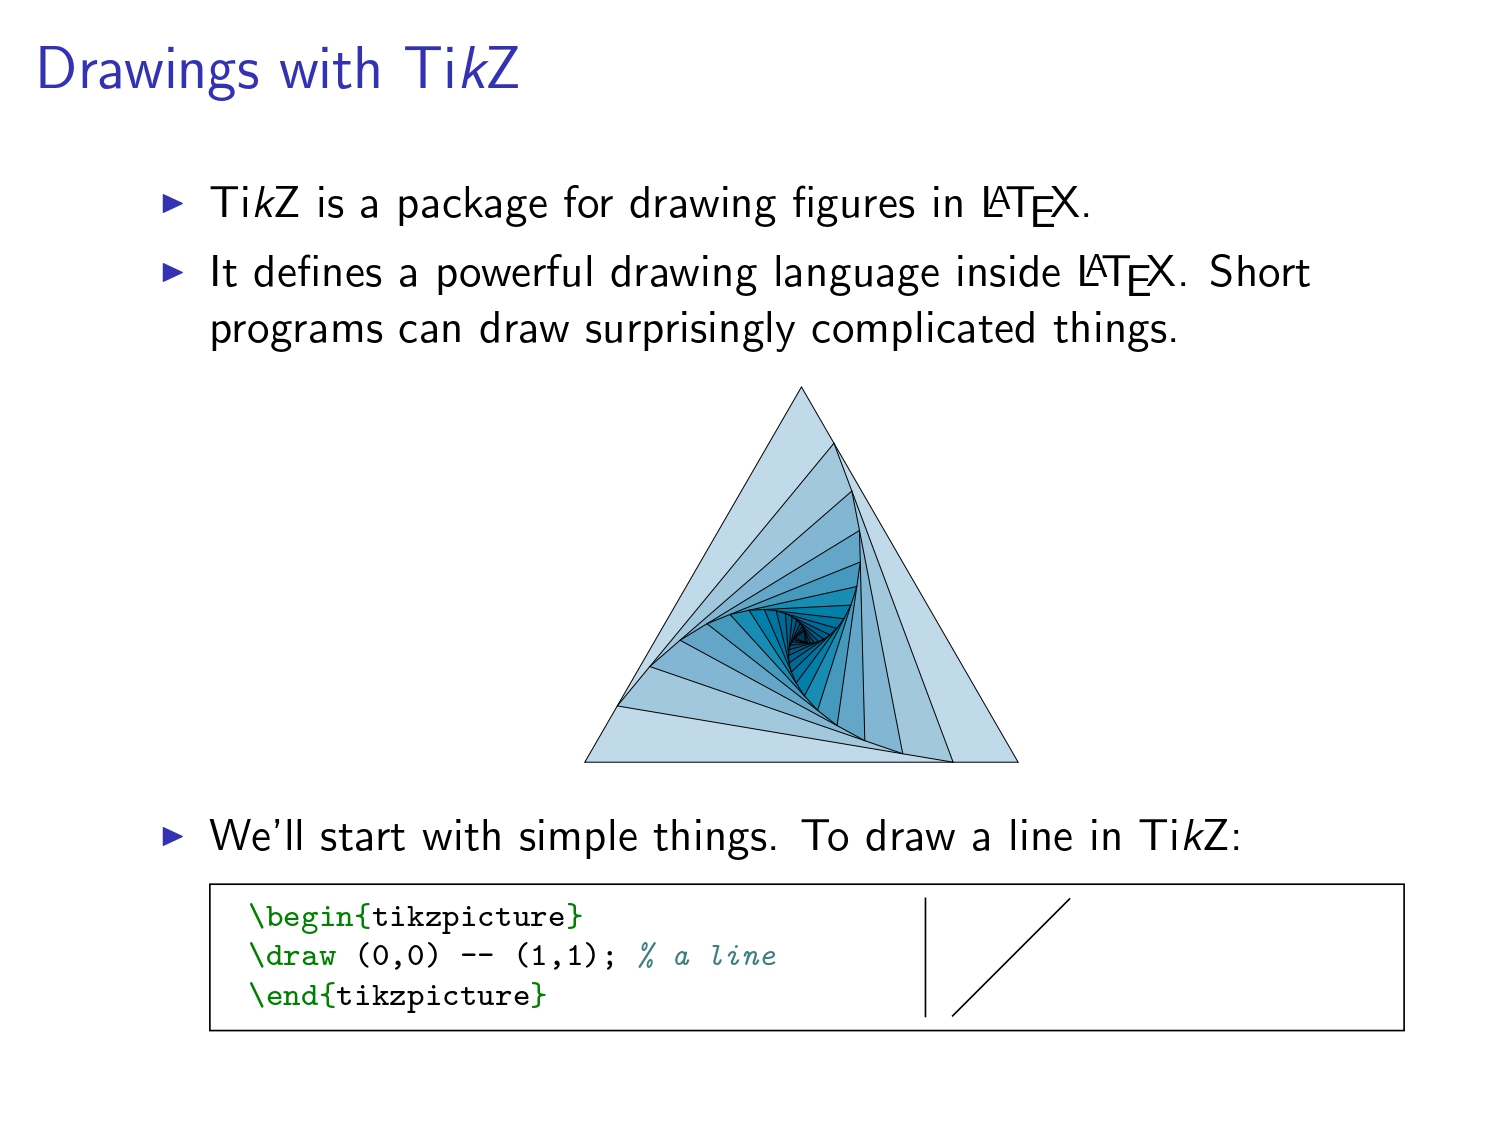 Drawings with TikZ
▶ TikZ is a package for drawing figures in LATEX.
▶ It defines a powerful drawing language inside LATEX. Short
programs can draw surprisingly complicated things.
▶ We'll start with simple things. To draw a line in TikZ:
\begin{tikzpicture}
\draw (0,0) -- (1,1); % a line
\end{tikzpicture}